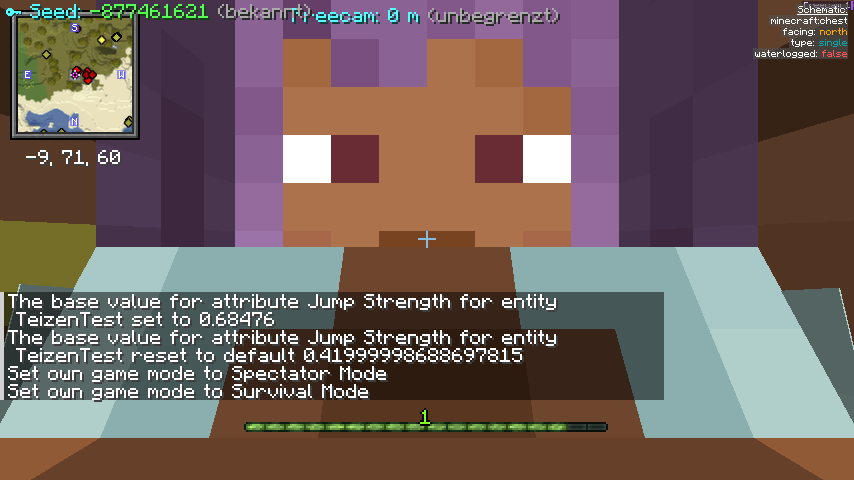 Seed: -877461621 (bekannt)
Freecam: 0 m (unbegrenzt)
Schematic:
minecraft:chest
facing: north
type: single
waterlogged: false
S
E
W
N
-9, 71, 60
The base value for attribute Jump Strength for entity
TeizenTest set to 0.68476
The base value for attribute Jump Strength for entity
TeizenTest reset to default 0.419999998688697815
Set own game mode to Spectator Mode
Set own game mode to Survival Mode
1